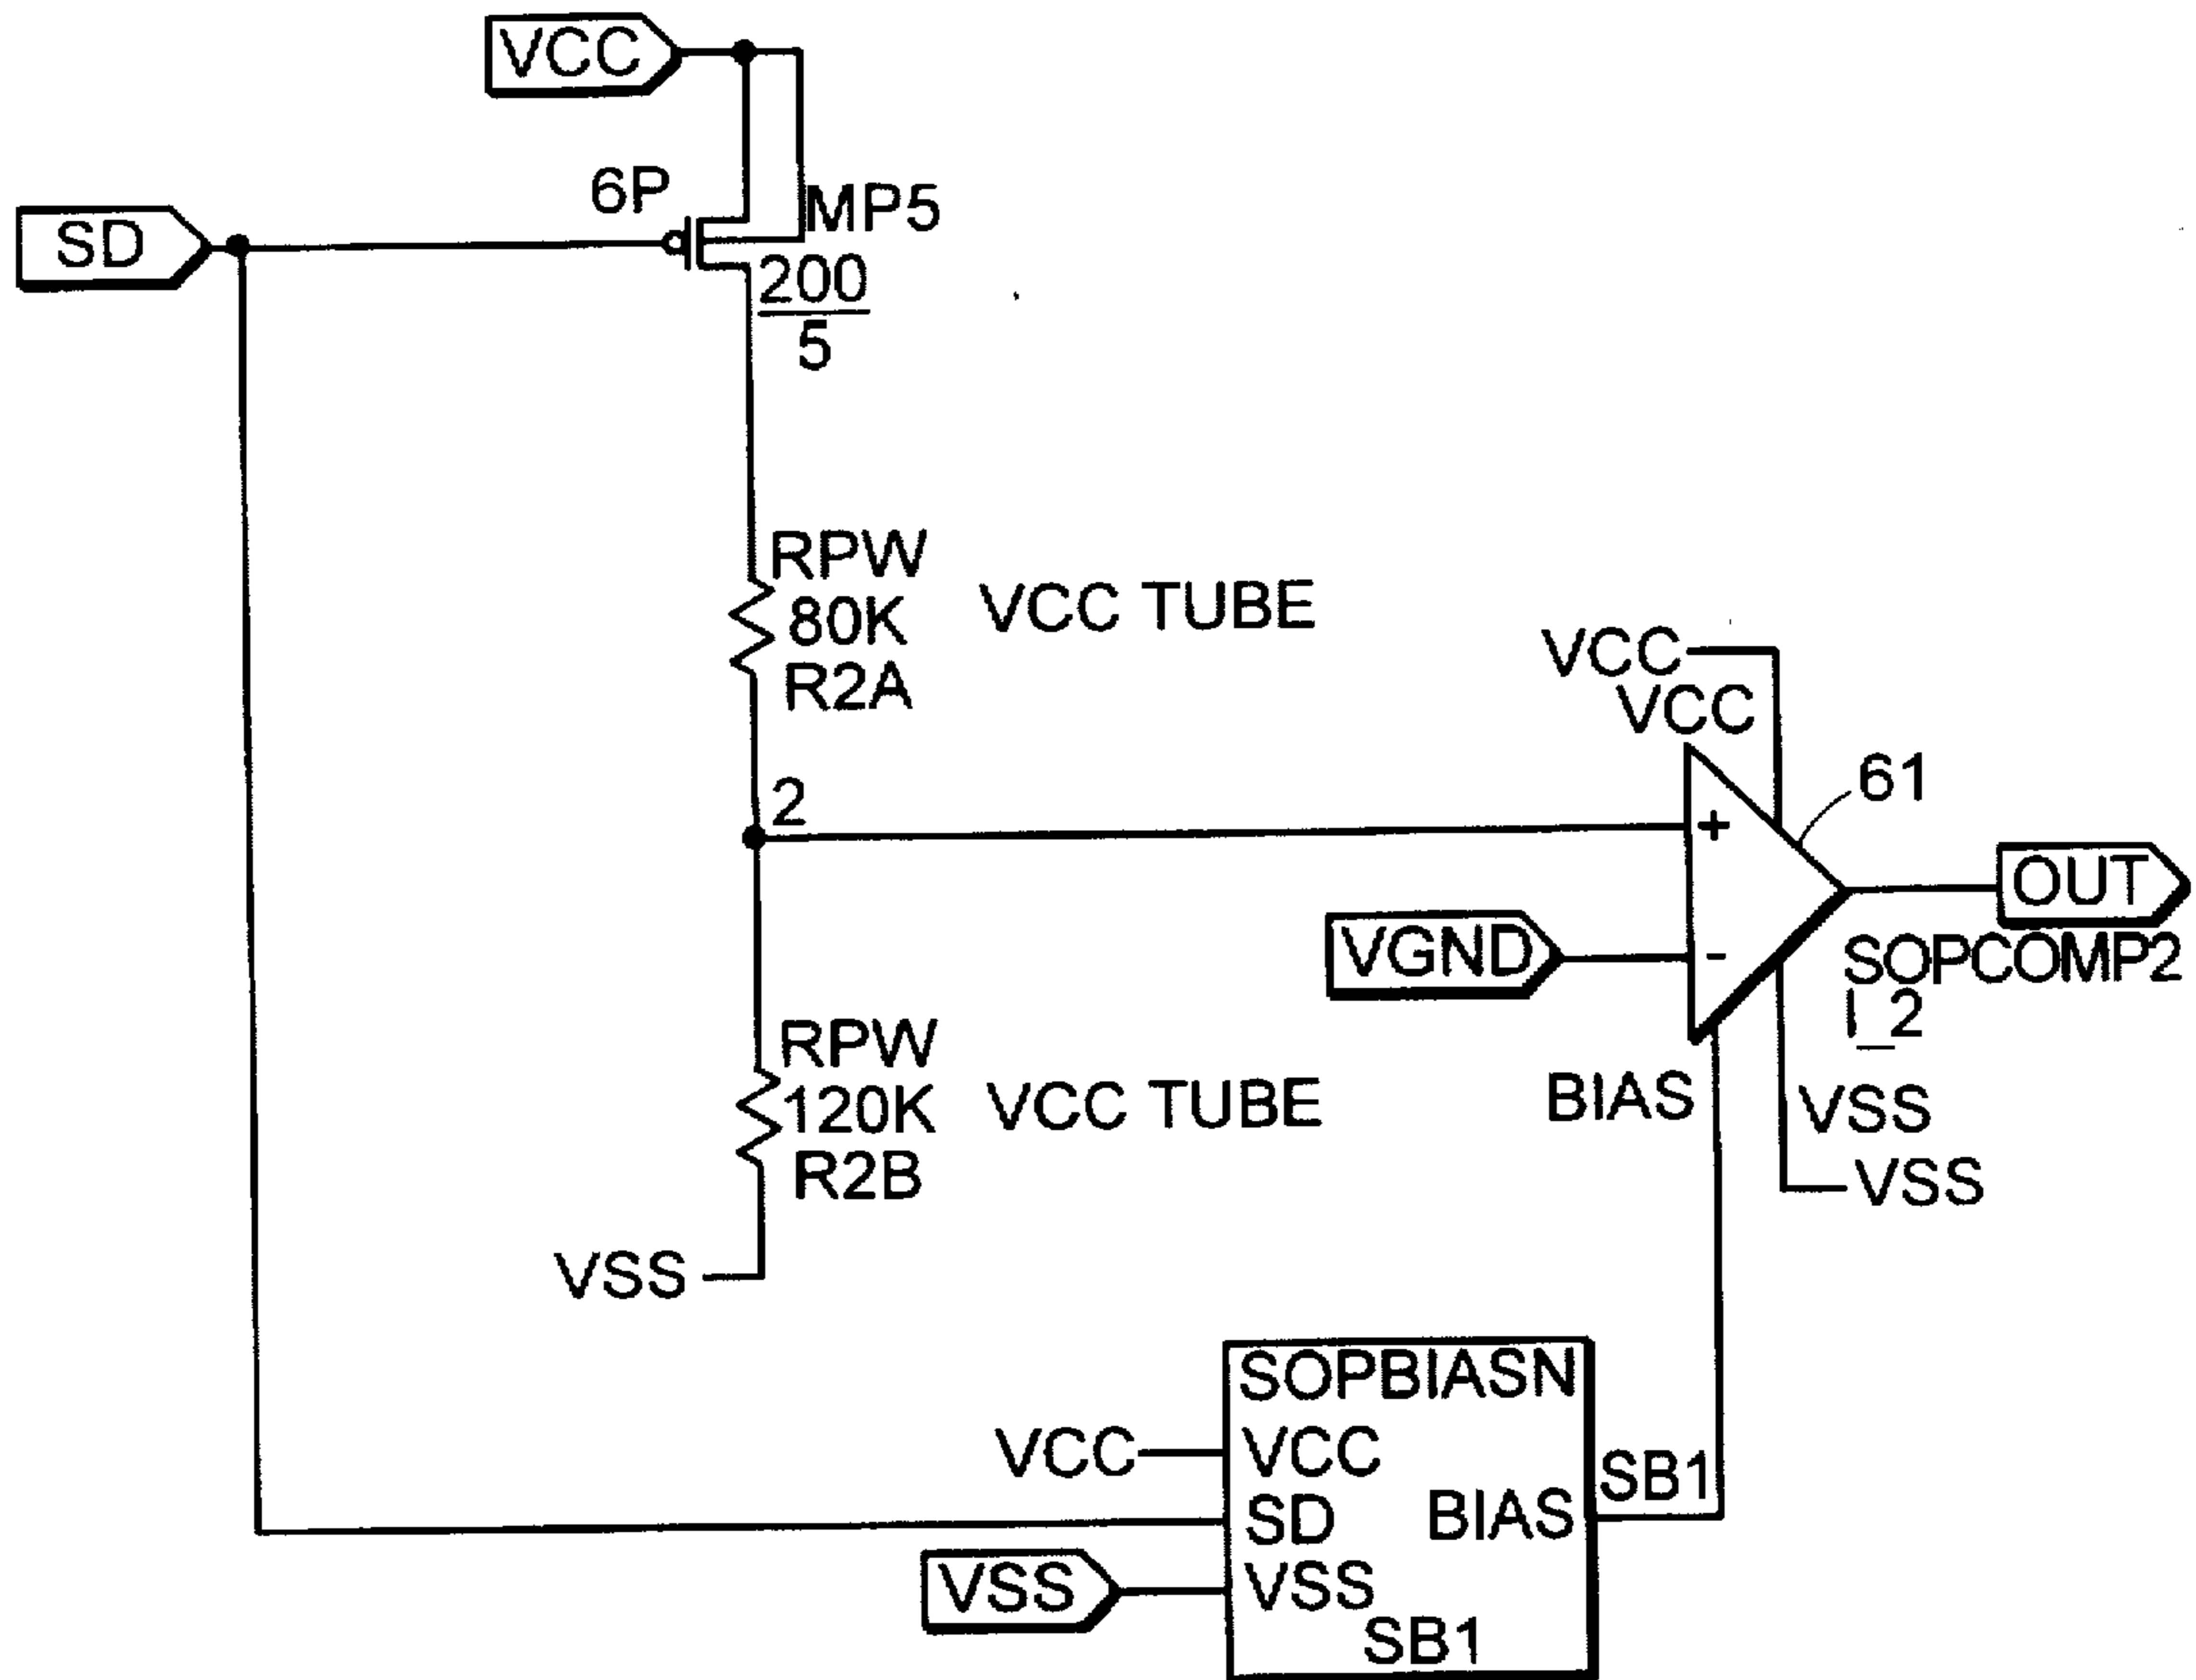 VCC
6P
MP5
SD
200
5
RPW
80K
R2A
VCC TUBE
VCC
VCC
2
61
+
OUT
VGND
-
SOPCOMP2
I_2
RPW
120K
R2B
VCC TUBE
BIAS
VSS
VSS
VSS
SOPBIASN
VCC
VCC
SB1
SD
BIAS
VSS
VSS
SB1